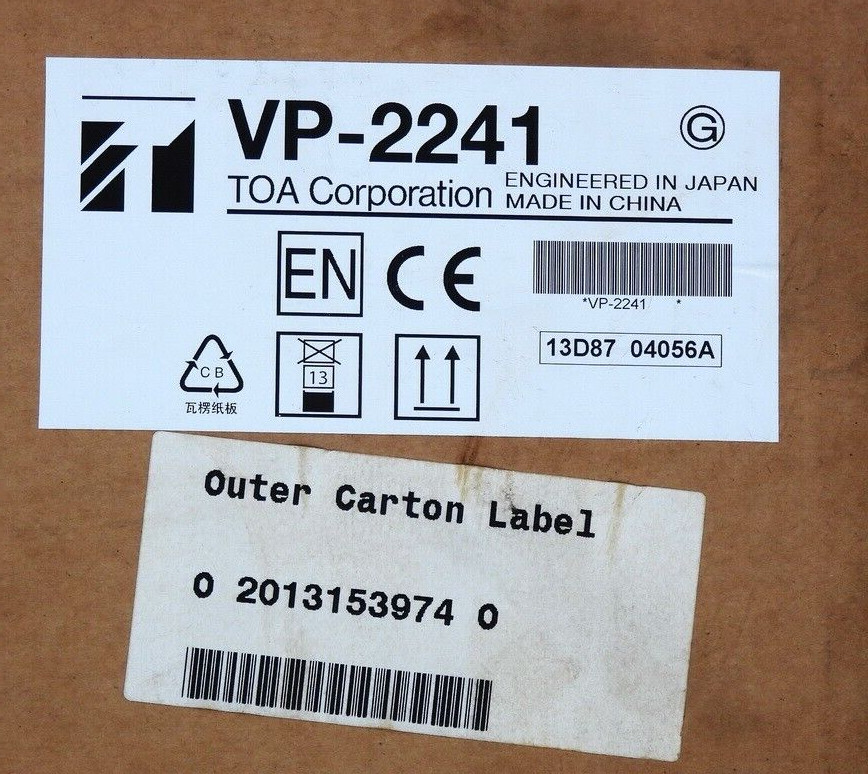 VP-2241
G
TOA Corporation
ENGINEERED IN JAPAN
MADE IN CHINA
EN
CE
*VP-2241 *
13D87 04056A
CB
瓦楞纸板
13
Outer Carton Label
0 2013153974 0